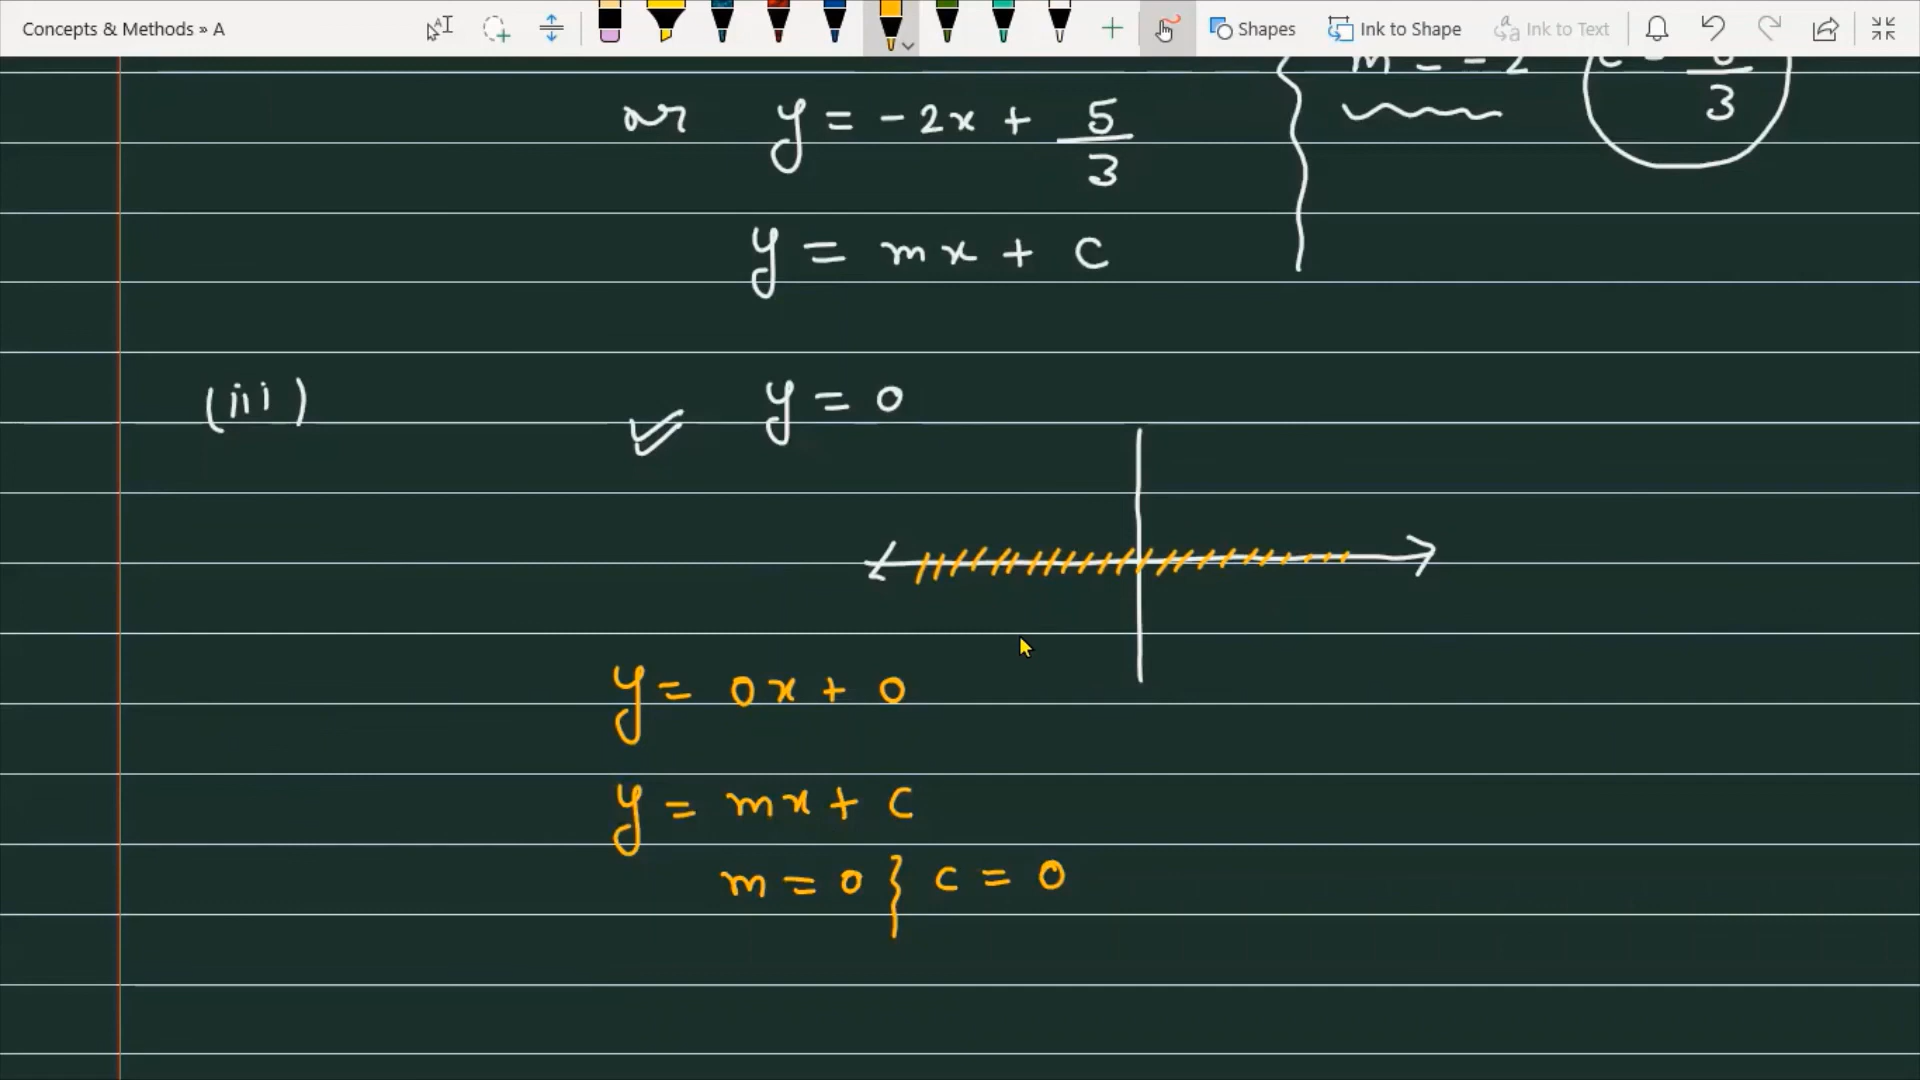 Concepts & Methods » A
Shapes
Ink to Shape
Ink to Text
m = -2
3
or y = -2x + 5/3
y = mx + c
(iii) y = 0
y = 0x + 0
y = mx + c
m = 0 } c = 0